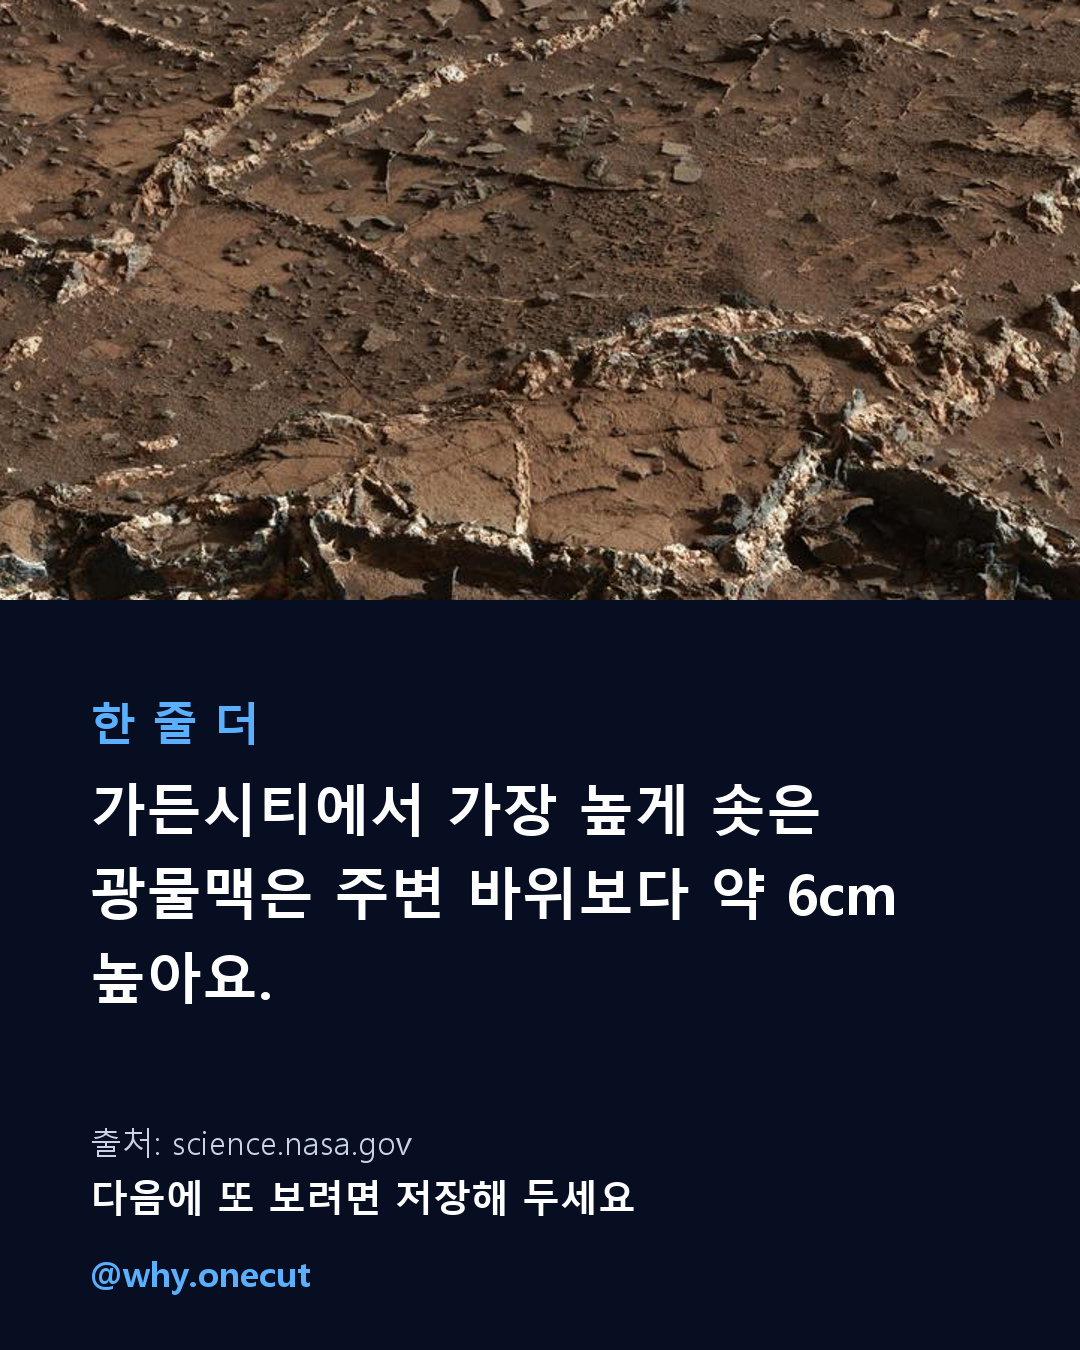 한 줄 더
가든시티에서 가장 높게 솟은
광물맥은 주변 바위보다 약 6cm
높아요.
출처: science.nasa.gov
다음에 또 보려면 저장해 두세요
@why.onecut